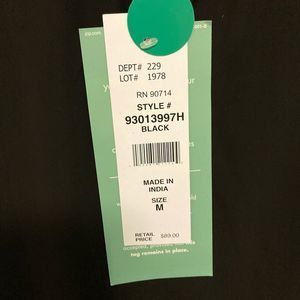 DEPT# 229
LOT# 1978
RN 90714
STYLE #
93013997H
BLACK
MADE IN
INDIA
SIZE
M
RETAIL
PRICE $89.00
tag remains in place.